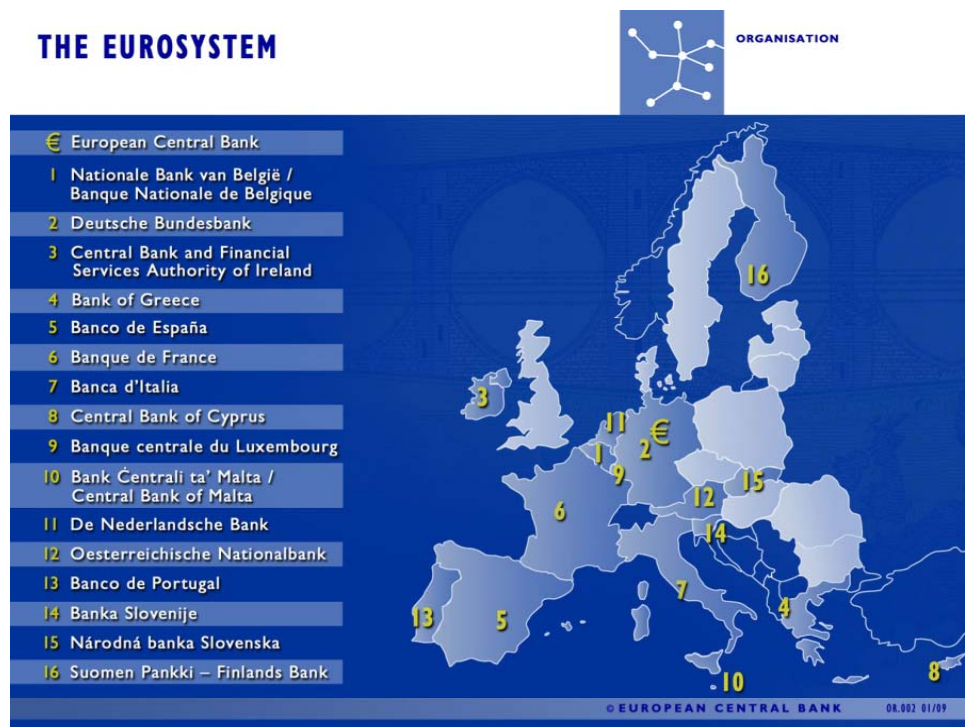 THE EUROSYSTEM
ORGANISATION
€ European Central Bank
1 Nationale Bank van België /
Banque Nationale de Belgique
2 Deutsche Bundesbank
3 Central Bank and Financial
Services Authority of Ireland
4 Bank of Greece
5 Banco de España
6 Banque de France
7 Banca d'Italia
8 Central Bank of Cyprus
9 Banque centrale du Luxembourg
10 Bank Ċentrali ta' Malta /
Central Bank of Malta
11 De Nederlandsche Bank
12 Oesterreichische Nationalbank
13 Banco de Portugal
14 Banka Slovenije
15 Národná banka Slovenska
16 Suomen Pankki – Finlands Bank
16
3
11
€
1
2
9
15
12
6
14
7
13
5
4
10
8
© EUROPEAN CENTRAL BANK OR.002 01/09